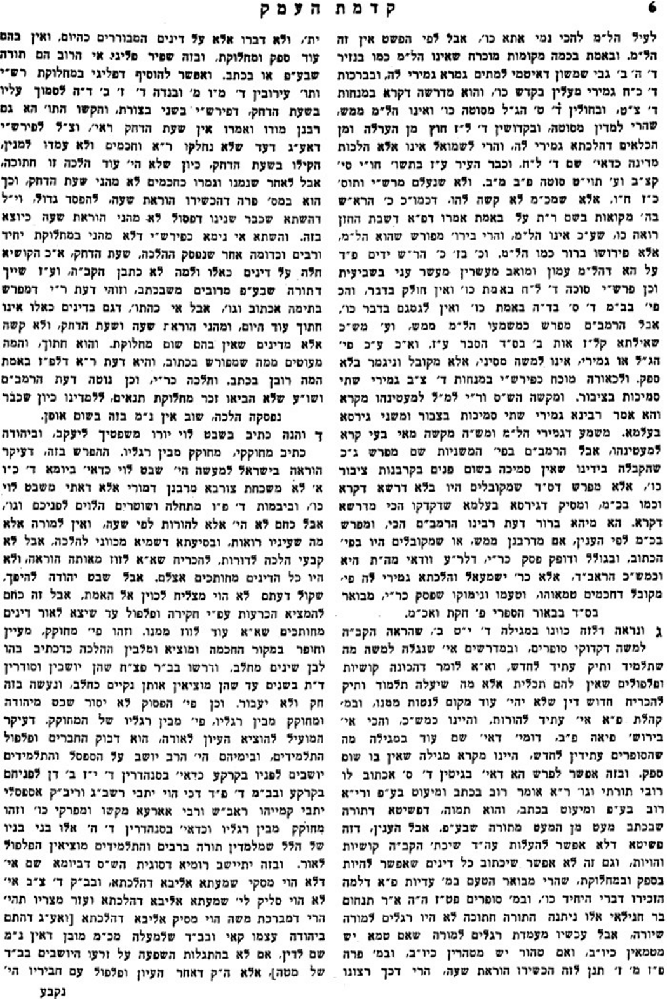 6
קדמת העמק
לעיל הל״מ להכי נמי אתא כו׳, אבל לפי הפשט אין זה
הל״מ. ובאמת בכמה מקומות מוכרח שאינו הל״מ כמו בנזיר
ד׳ ה׳ ב׳ גבי שמשון דאיטמי למתים גמרא גמירי לה, ובברכות
ד׳ כ״ח גמירי מעלין בקדש כו׳, והוא מדרשה דקרא במנחות
ד׳ צ״ט, ובחולין ד׳ ט׳ הג״ל מסוטה כו׳ ואינו הל״מ ממש,
שהרי למדין מסוטה, ובקדושין ד׳ ל״ז חוץ מן הערלה ומן
הכלאים דהלכתא גמירי לה, והרי לשמואל אינו אלא הלכות
מדינה כדאי׳ שם ד׳ ל״ח, וכבר העיר ע״ז בתשו׳ חו״י סי׳
קצ״ב וע׳ תוי״ט סוטה פ״ב מ״ב. ולא שנעלם מרש״י ותוס׳
כ״ז ח״ו, אלא שמכ״מ לא קשה להו, דכמו״כ כ׳ הרא״ש
בה׳ מקואות בשם ר״ת על באמת אמרו דפ״א דשבת החזן
רואה כו, שע״כ אינו הל״מ, והרי בירו׳ מפורש שהוא הל״מ,
אלא פירושו ברור כמו הל״מ. וכ׳ בז׳ כ׳ הר״ש ידים פ״ד
על הא דהל״מ עמון ומואב מעשרין מעשר עני בשביעית
וכן פרש״י סוכה ד׳ ל״ח באמת כו׳ ואין חולק בדבר, והכ
פי׳ בב״מ ד׳ ס׳ בד״ה באמת כו׳ ואין לגמגם בדבר כו׳,
אבל הרמב״ם מפרש כמשמעו הל״מ ממש, וע׳ מש״כ
שאילתא קל״ז אות ב׳ בס״ד הסבר ע״ז, וא״כ ע״כ פי׳
הג״ל או גמירי, אינו למשה מסיני, אלא מקובל וניגמר בלא
ספק. ולכאורה מוכח כפירש״י במנחות ד׳ צ״ב גמירי שתי
סמיכות בציבור. ומקשה הש״ס ור״י למ״ל למעטינהו מקרא
והא אמר רבינא גמירי שתי סמיכות בצבור ומשני גירסא
בעלמא. משמע דגמירי הל״מ ומש״ה מקשה מאי בעי קרא
למעטינהו, אבל הרמב״ם בפי׳ המשניות שם מפרש ג״כ
שהקבלה בידינו שאין סמיכה בשום פנים בקרבנות ציבור
כו׳, אלא מפרש דס״ד שמקובלים היו בלא דרשא דקרא
וכמו בכ״מ, ומסיק דגירסא בעלמא שדקדקו הכי מדרשא
דקרא. הא מיהא ברור דעת רבינו הרמב״ם הכי, ומפרש
בכ״מ לפי הענין, אם מדרבנן ממש, או שמקובלים היו בפי׳
הכתוב, ובגולל ודופק פסק כר״י, דלר״ע וודאי מה״ת היא
וכמש״כ הראב״ד, אלא כר׳ ישמעאל והלכתא גמירי לה פי׳
מקובל דחכמים טמאוהו, וטעמו ונימוקו שפסק כר״י, מבואר
בס״ד בבאור הספרי פ׳ חקת ואכ״מ.
ג ונראה דלזה כוונו במגילה ד׳ י״ט ב׳, שהראה הקב״ה
למשה דקדוקי סופרים, ובמדרשים אי׳ שנגלה למשה מה
שתלמיד ותיק עתיד לחדש, וא״א לומר דהכונה קושיות
ופלפולים שאין להם תכלית אלא מה שיעלה תלמוד ותיק
להכריח חדוש דין שלא יהי׳ עוד מקום לנטות ממנו, ובמ׳
קהלת פ״א אי׳ עתיד להורות, והיינו כמש״כ, והכי אי׳
בירוש׳ פיאה פ״ב, דומי׳ דאי׳ שם עוד במגילה מה
שהסופרים עתידין לחדש, היינו מקרא מגילה שאין בו שום
ספק. ובזה אפשר לפרש הא דאי׳ בגיטין ד׳ ס׳ אכתוב לו
רובי תורתי וגו׳ ר״א אומר רוב בכתב ומיעוט בע״פ ורי״א
רוב בע״פ ומיעוט בכתב, והוא תמוה, דפשיטא דתורה
שבכתב מעט מן המעט מתורה שבע״פ, אבל הענין, דזה
פשיטא דלא אפשר להעלות עה״ד שיכת׳ הקב״ה קושיות
והויות, וגם זה לא אפשר שיכתוב כל דינים שאפשר להיות
בספק ובמחלוקת, שהרי מבואר הטעם במ׳ עדיות פ״א דלמה
הזכירו דברי היחיד כו׳, ובמ׳ סופרים פט״ז ה״ה א״ר תנחום
בר חנילאי אלו ניתנה התורה חתוכה לא היו רגלים למורה
שיורה, אבל עכשיו מעמדת רגלים למורה שאם טמא יש
מטמאין כיו״ב, ואם טהור יש מטהרין כיו״ב, ובמ׳ פרה
פ״ז מ׳ ז׳ תנן לזה הכשירו הוראת שעה, הרי דכך רצונו
ית׳, ולא דברו אלא על דינים המבוררים כהיום, ואין בהם
עוד ספק ומחלוקת, ובזה שפיר פליגי אי הרוב הם תורה
שבע״פ או בכתב. ואפשר להוסיף דפליגי במחלוקת רש״י
ותו׳ עירובין ד׳ מ״ו מ׳ ובנדה ד׳ ז׳ ב׳ ד״ה לסמוך עליו
בשעת הדחק, דפירש״י בשני בצורת, והקשו התו׳ הא גם
רבנן מודו ואמרו אין שעת הדחק ראי׳, וצ״ל לפירש״י
דאע״ג דעד שלא נחלקו ר״א וחכמים ולא עמדו למנין,
הקילו בשעת הדחק, כיון שלא הי׳ עוד הלכה זו חתוכה,
אבל לאחר שנמנו וגמרו כחכמים לא מהני שעת הדחק, וכך
הוא במס׳ פרה דהכשירו הוראת שעה, להפסד גדול, וי״ל
דהשתא שכבר שנינו דפסול לא מהני הוראת שעה כיוצא
בזה. והשתא אי נימא כפירש״י דלא מהני במחלוקת יחיד
ורבים וכדומה אחר שנפסק ההלכה, שעת הדחק, א״כ הקושיא
חלה על דינים כאלו ולמה לא כתבן הקב״ה, וע״ז שייך
דתורה שבע״פ מרובים משבכתב, וזוהי דעת ר״י דמפרש
בתימה אכתוב וגו׳, אבל אי כהתו׳, דגם בדינים כאלו אינו
חתוך עוד היום, ומהני הוראת שעה ושעת הדחק, ולא קשה
אלא מדינים שאין בהם שום מחלוקת. והוא חתוך, והמה
מעוטים ממה שמפורש בכתוב, והיא דעת ר״א דלפ״ז באמת
המה רובן בכתב. והלכה כר״י, וכן נוטה דעת הרמב״ם
ושו״ע שלא הביאו זכר מחלוקת תנאים, ללמדינו כיון שכבר
נפסקה הלכה, שוב אין נ״מ בזה בשום אופן.
ד והנה כתיב בשבט לוי יורו משפטיך ליעקב, וביהודה
כתיב מחוקקי, מחוקק מבין רגליו. ההפרש בזה, דעיקר
הוראה בישראל למעשה הי׳ שבט לוי כדאי׳ ביומא ד׳ כ״ו
א׳ לא משכחת צורבא מרבנן דמורי אלא דאתי משבט לוי
כו׳, וביבמות ד׳ פ״ו מתחלה ושוטרים הלוים לפניכם וגו׳,
אבל כחם לא הי׳ אלא להורות לפי שעה, ואין למורה אלא
מה שעיניו רואות, ובסיעתא דשמיא מכווני להלכה, אבל לא
קבעי הלכה לדורות, להכריח שא״א לזוז מאותה הוראה, ולא
היו כל הדינים מחותכים אצלם. אבל שבט יהודה להיפך,
שקול דעתם לא הוי מצליח לכוין אל האמת, אבל זה כחם
להמציא הכרעות עפ״י חקירה ופלפול עד שיצא לאור דינים
מחותכים שא״א עוד לזוז ממנו. וזהו פי׳ מחוקק, מעיין
וחופר במקור החכמה ומוציא ומלבין ההלכה כדכתיב בהו
לבן שינים מחלב, ודרשו בב״ר פצ״ח שהן יושבין וסודרין
ד״ת בשנים עד שהן מוציאין אותן נקיים כחלב, ונעשה בזה
חק ולא יעבור. וכן פי׳ הפסוק לא יסור שבט מיהודה
ומחוקק מבין רגליו, פי׳ מבין רגליו של המחוקק, דעיקר
המועיל להוציא העיון לאורה, הוא דבוק החברים ופלפול
התלמידים, ובימיהם הי׳ הרב יושב על הספסל והתלמידים
יושבים לפניו בקרקע כדאי׳ בסנהדרין ד׳ י״ז ב׳ דן לפניהם
בקרקע ובב״מ ד׳ פ״ד דכי הוי יתבי רשב״ג וריב״ק אספסלי
יתבי קמייהו ראב״ש ורבי אארעא מקשו ומפרקי כו׳ וזהו
מחוקק מבין רגליו וכדאי׳ בסנהדרין ד׳ ה׳ אלו בני בניו
של הלל שמלמדין תורה ברבים והתלמידים מוציאין הפלפול
לאור. ובזה יתיישב רומיא דסוגית הש״ס דביומא שם אי׳
דלא הוי מסקי שמעתא אליבא דהלכתא, ובב״ק ד׳ צ״ב אי׳
לא הוי סליק לי׳ שמעתא אליבא דהלכתא ועזר מצריו תהי׳
הרי דמברכת משה הוי מסיק אליבא דהלכתא [ואע״ג דהתם
ביהודה עצמו קאי ובב״ד שלמעלה מכ״מ מובן דאין נ״מ
שם לדין, אם לא בהתגלות השפעה על זרעו היושבים בב״ד
של מטה], אלא ה״ק דאחר העיון ופלפול עם חביריו הי׳
נקבע